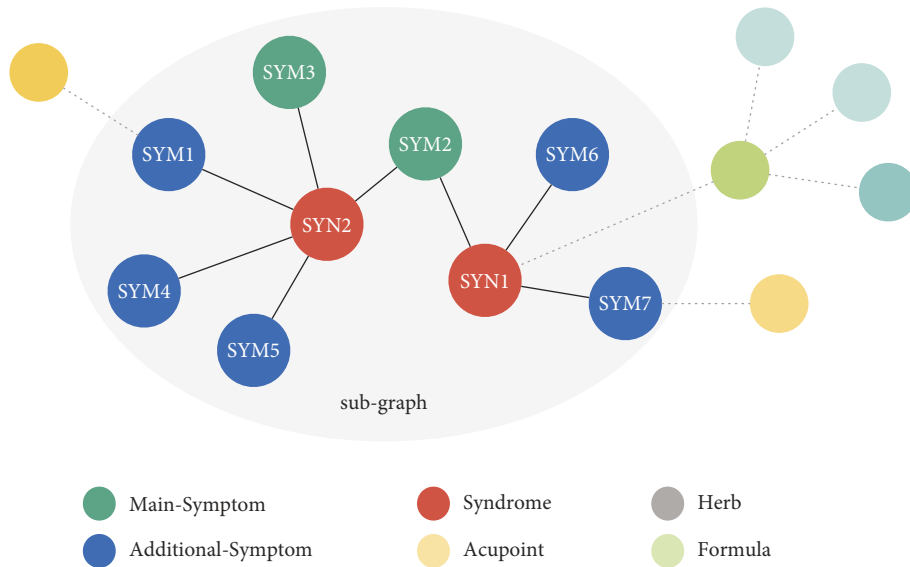 SYM3
SYM2
SYM1
SYM6
SYN2
SYN1
SYM4
SYM7
SYM5
sub-graph
Main-Symptom
Syndrome
Herb
Additional-Symptom
Acupoint
Formula